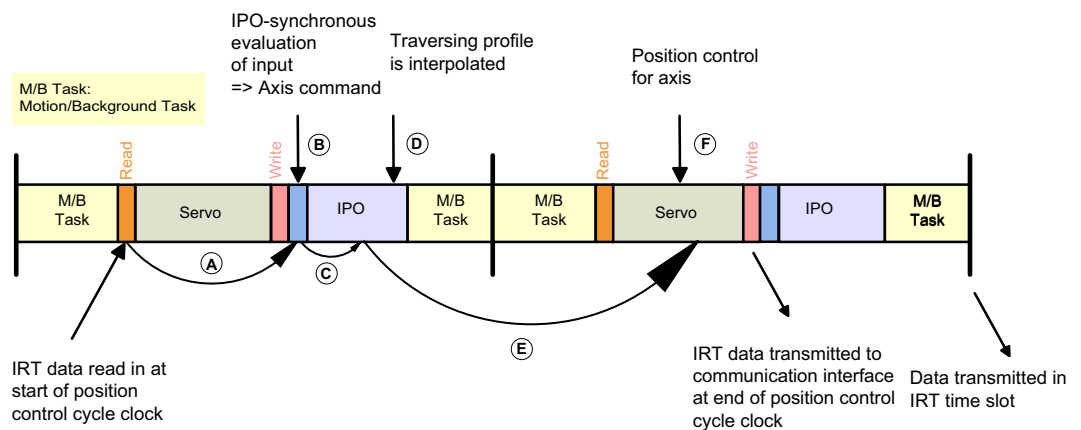 IPO-synchronous
evaluation
of input
=> Axis command
Traversing profile
is interpolated
Position control
for axis
M/B Task:
Motion/Background Task
B
D
F
Read
Write
Read
Write
M/B
Task
Servo
IPO
M/B
Task
M/B
Task
Servo
IPO
M/B
Task
A
C
E
IRT data read in at
start of position
control cycle clock
IRT data transmitted to
communication interface
at end of position control
cycle clock
Data transmitted in
IRT time slot